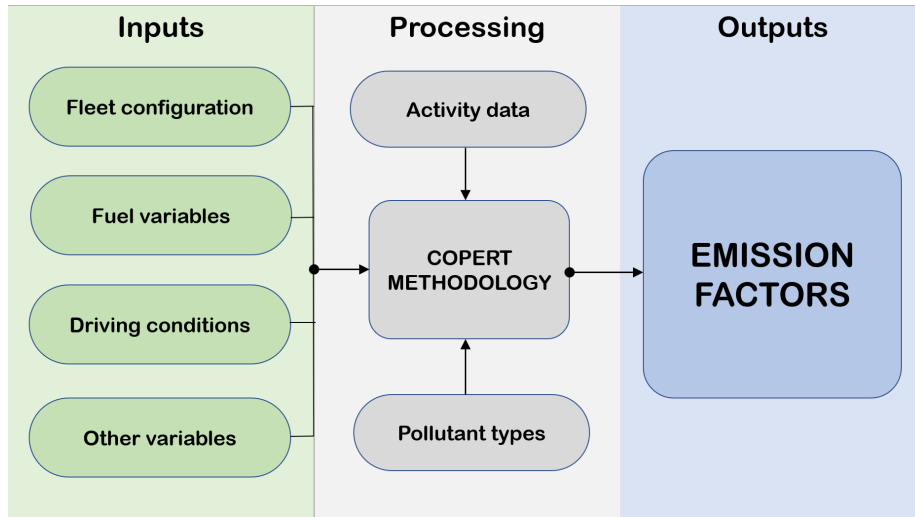 Inputs
Processing
Outputs
Fleet configuration
Fuel variables
Driving conditions
Other variables
Activity data
COPERT
METHODOLOGY
Pollutant types
EMISSION
FACTORS